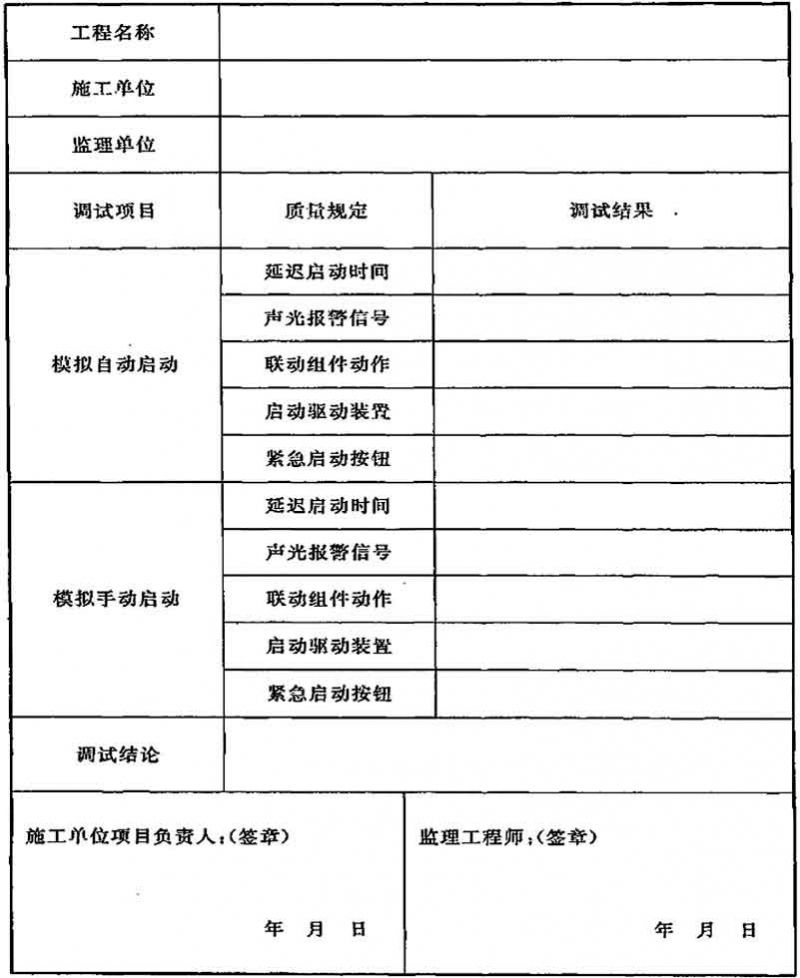 工程名称
施工单位
监理单位
调试项目 质量规定 调试结果
模拟自动启动
延迟启动时间
声光报警信号
联动组件动作
启动驱动装置
紧急启动按钮
模拟手动启动
延迟启动时间
声光报警信号
联动组件动作
启动驱动装置
紧急启动按钮
调试结论
施工单位项目负责人:(签章)
年 月 日
监理工程师:(签章)
年 月 日